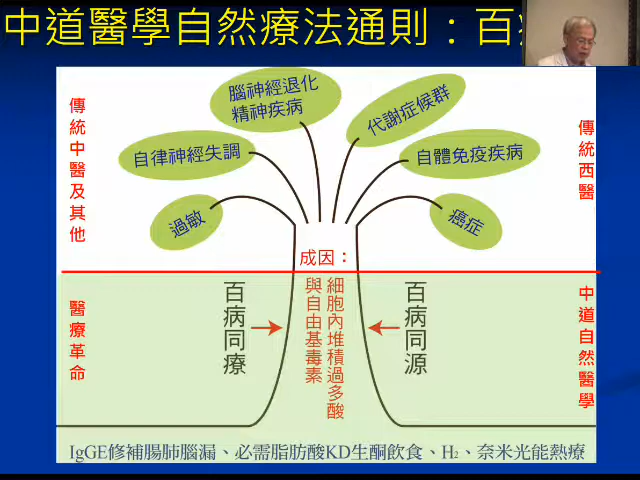 中道醫學自然療法通則：百
傳統中醫及其他
腦神經退化
精神疾病
代謝症候群
自律神經失調
自體免疫疾病
過敏
癌症
傳統西醫
成因：
醫療革命
百病同療
細胞內堆積過多酸
與自由基毒素
百病同源
中道自然醫學
IgGE修補腸肺腦漏、必需脂肪酸KD生酮飲食、H₂、奈米光能熱療